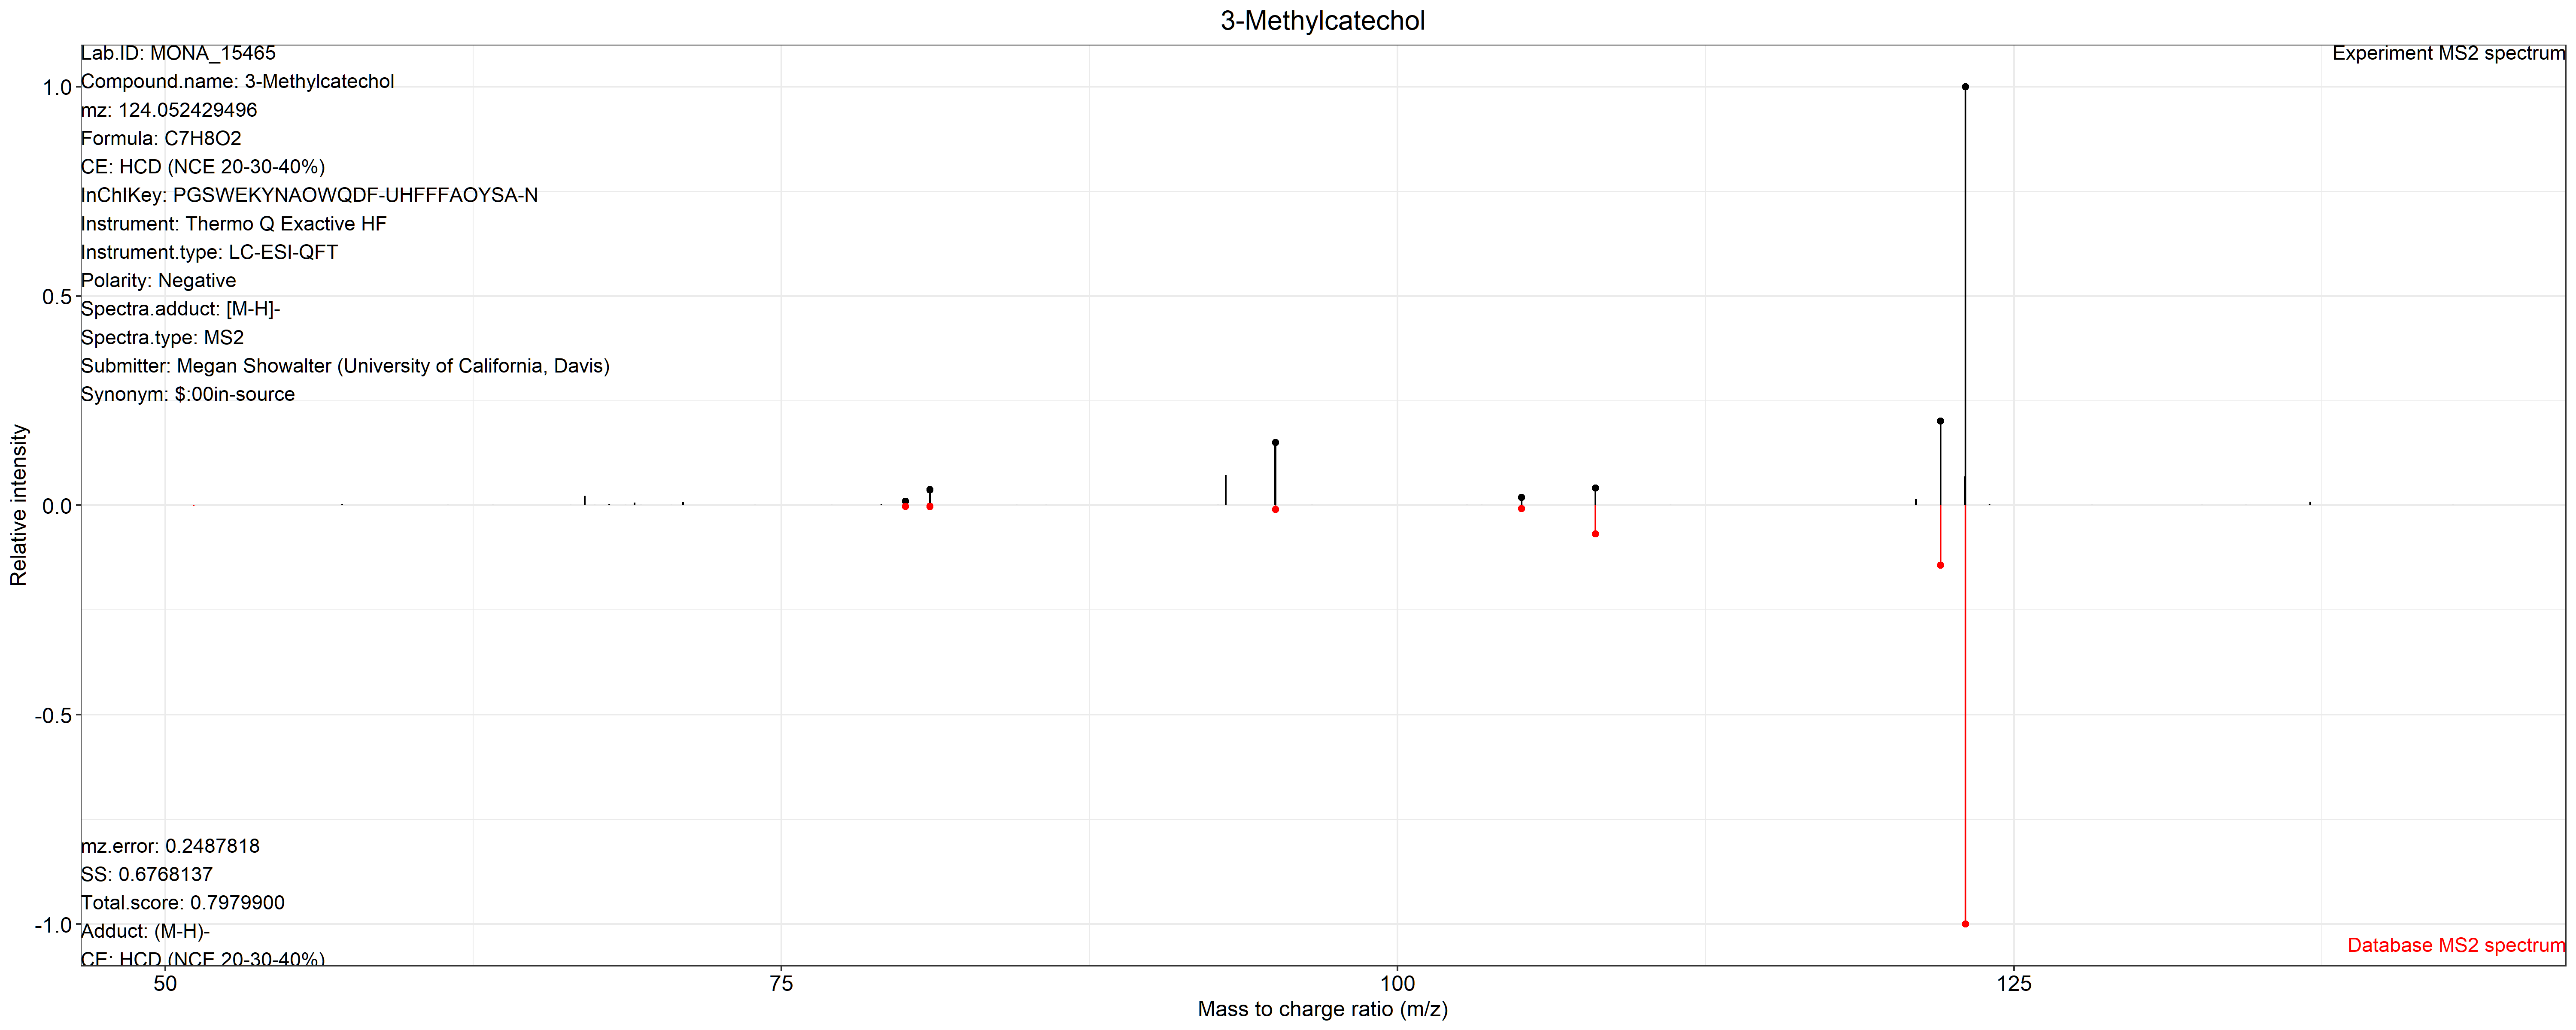 3-Methylcatechol
Lab.ID: MONA_15465
Experiment MS2 spectrum
Compound.name: 3-Methylcatechol
mz: 124.052429496
Formula: C7H8O2
CE: HCD (NCE 20-30-40%)
InChIKey: PGSWEKYNAOWQDF-UHFFFAOYSA-N
Instrument: Thermo Q Exactive HF
Instrument.type: LC-ESI-QFT
Polarity: Negative
Spectra.adduct: [M-H]-
Spectra.type: MS2
Submitter: Megan Showalter (University of California, Davis)
Synonym: $:00in-source
1.0
0.5
0.0
-0.5
-1.0
Relative intensity
mz.error: 0.2487818
SS: 0.6768137
Total.score: 0.7979900
Adduct: (M-H)-
CE: HCD (NCE 20-30-40%)
Database MS2 spectrum
50
75
100
125
Mass to charge ratio (m/z)